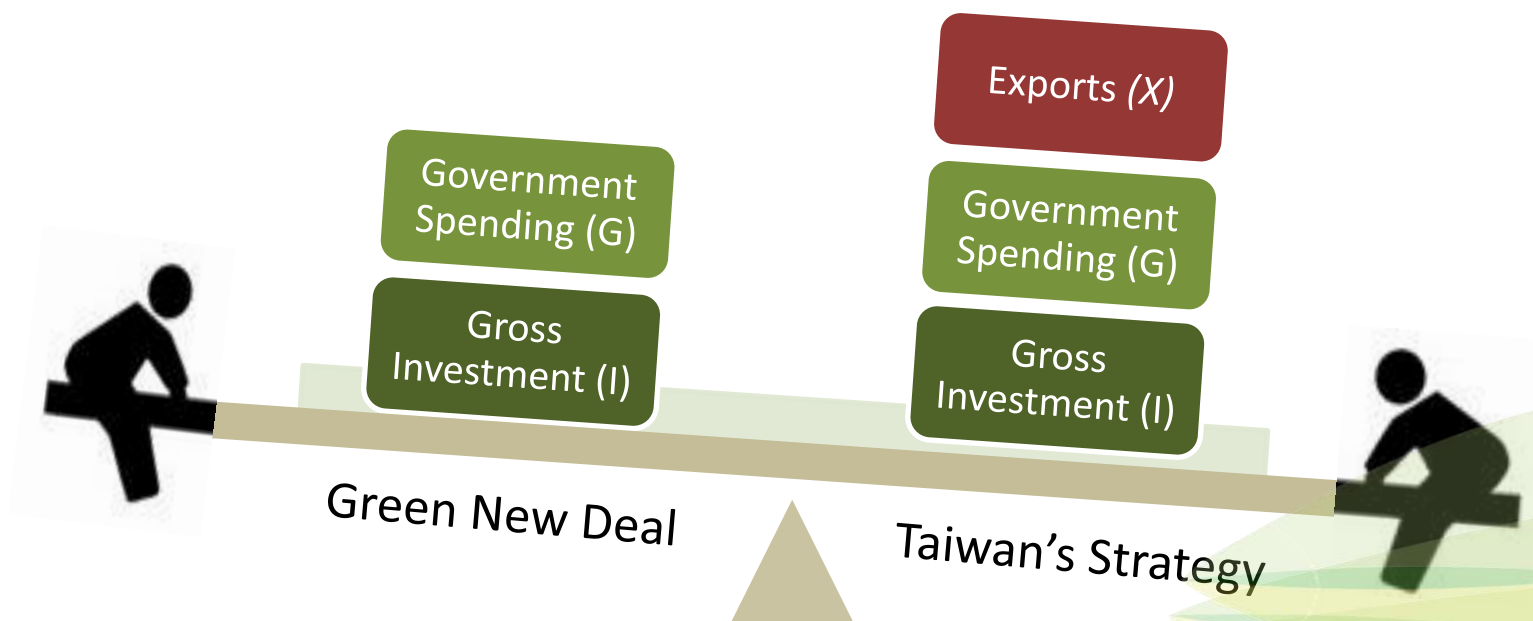 Government
Spending (G)
Gross
Investment (I)
Green New Deal
Exports (X)
Government
Spending (G)
Gross
Investment (I)
Taiwan’s Strategy